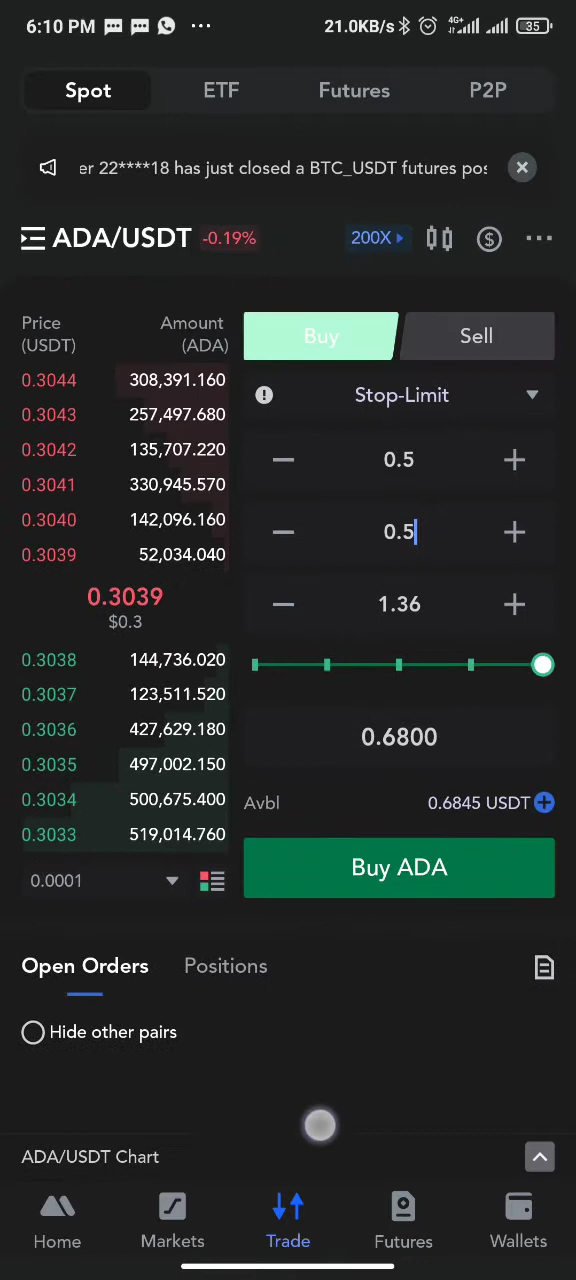 6:10 PM 21.0KB/s 4G+ 35
Spot ETF Futures P2P
er 22****18 has just closed a BTC_USDT futures pos
ADA/USDT -0.19% 200X
Price (USDT) Amount (ADA)
Buy Sell
0.3044 308,391.160
Stop-Limit
0.3043 257,497.680
0.3042 135,707.220
0.5
0.3041 330,945.570
0.3040 142,096.160
0.5
0.3039 52,034.040
0.3039
1.36
$0.3
0.3038 144,736.020
0.3037 123,511.520
0.3036 427,629.180
0.6800
0.3035 497,002.150
0.3034 500,675.400
Avbl 0.6845 USDT
0.3033 519,014.760
Buy ADA
0.0001
Open Orders Positions
Hide other pairs
ADA/USDT Chart
Home Markets Trade Futures Wallets